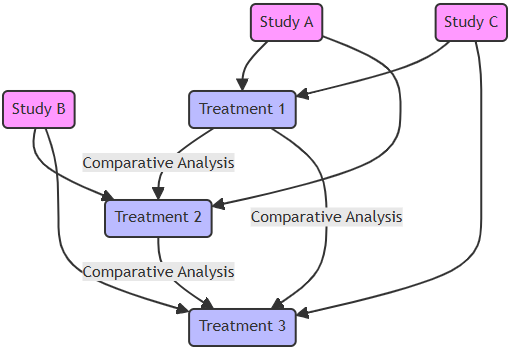 Study A
Study C
Study B
Treatment 1
Comparative Analysis
Treatment 2
Comparative Analysis
Comparative Analysis
Treatment 3